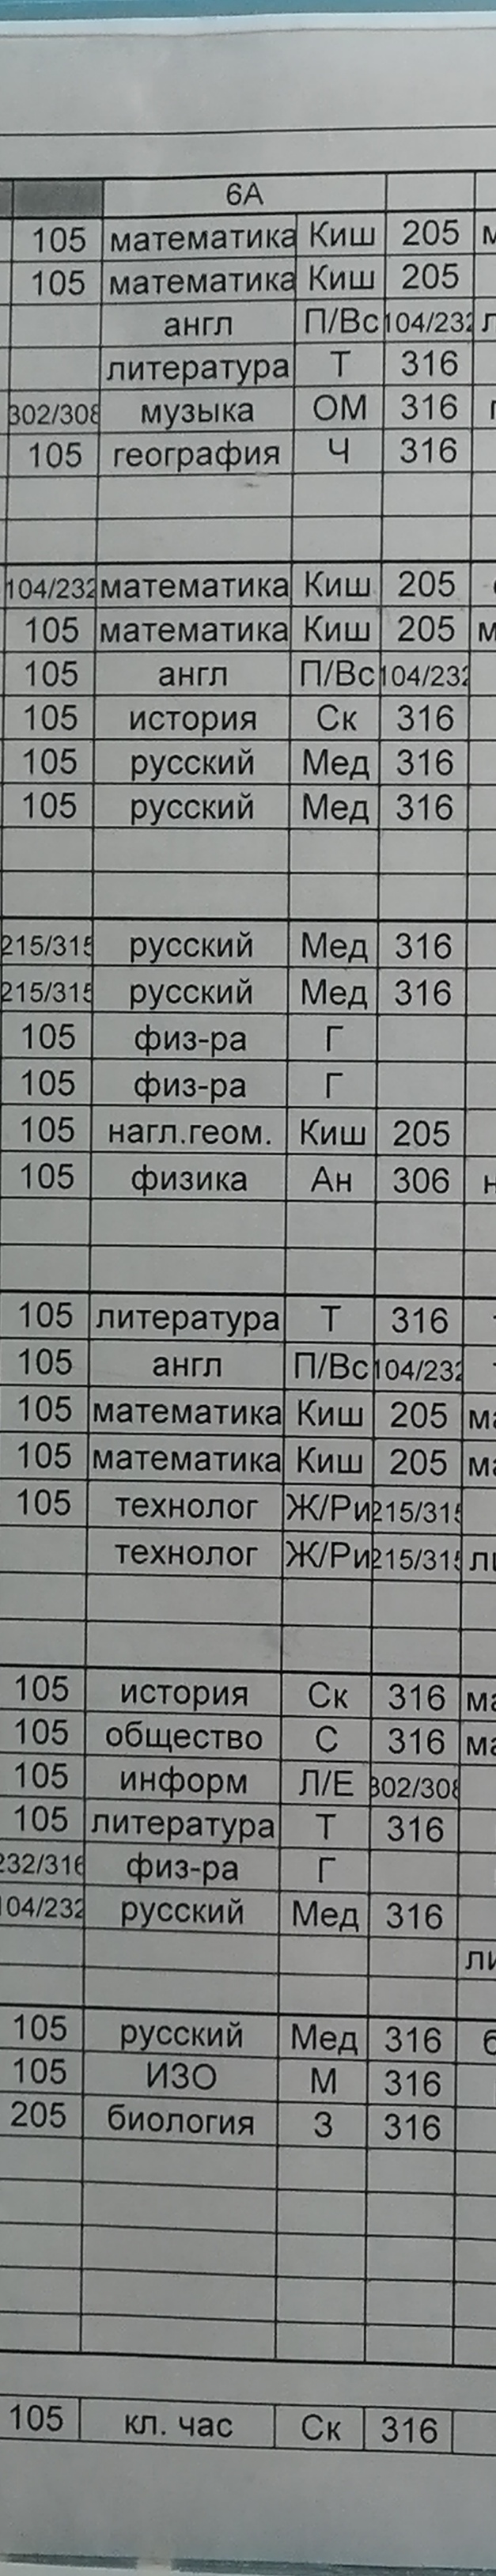 6А
105 математика Киш 205 м
105 математика Киш 205
англ П/Вс 104/232 л
литература Т 316
302/308 музыка ОМ 316
105 география Ч 316
104/232 математика Киш 205
105 математика Киш 205 м
105 англ П/Вс 104/232
105 история Ск 316
105 русский Мед 316
105 русский Мед 316
215/315 русский Мед 316
215/315 русский Мед 316
105 физ-ра Г
105 физ-ра Г
105 нагл.геом. Киш 205
105 физика Ан 306 н
105 литература Т 316
105 англ П/Вс 104/232
105 математика Киш 205 ма
105 математика Киш 205 ма
105 технолог Ж/Ри 215/315
технолог Ж/Ри 215/315 ли
105 история Ск 316 ма
105 общество С 316 ма
105 информ Л/Е 302/308
105 литература Т 316
232/316 физ-ра Г
104/232 русский Мед 316
ли
105 русский Мед 316 б
105 ИЗО М 316
205 биология З 316
105 кл. час Ск 316